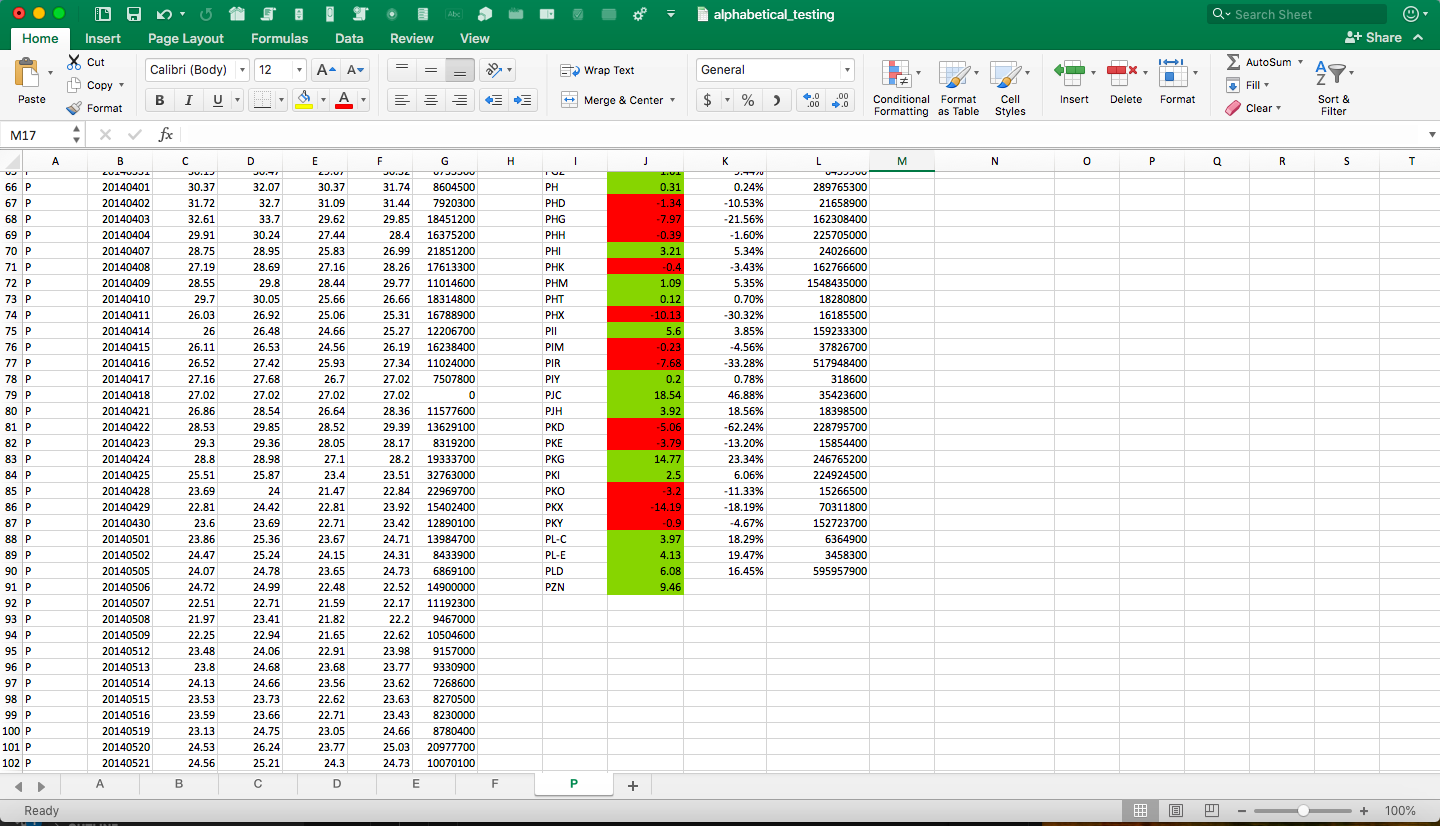 alphabetical_testing
Search Sheet
Home Insert Page Layout Formulas Data Review View
Share
Paste
Cut
Copy
Format
Calibri (Body) 12
B I U
Wrap Text
Merge & Center
General
$ % )
Conditional Formatting
Format as Table
Cell Styles
Insert
Delete
Format
AutoSum
Fill
Clear
Sort & Filter
M17 fx
A B C D E F G H I J K L M N O P Q R S T
66 P 20140401 30.37 32.07 30.37 31.74 8604500 PH 0.31 0.24% 289765300
67 P 20140402 31.72 32.7 31.09 31.44 7920300 PHD -1.34 -10.53% 21658900
68 P 20140403 32.61 33.7 29.62 29.85 18451200 PHG -7.97 -21.56% 162308400
69 P 20140404 29.91 30.24 27.44 28.4 16375200 PHH -0.39 -1.60% 225705000
70 P 20140407 28.75 28.95 25.83 26.99 21851200 PHI 3.21 5.34% 24026600
71 P 20140408 27.19 28.69 27.16 28.26 17613300 PHK -0.4 -3.43% 162766600
72 P 20140409 28.55 29.8 28.44 29.77 11014600 PHM 1.09 5.35% 1548435000
73 P 20140410 29.7 30.05 25.66 26.66 18314800 PHT 0.12 0.70% 18280800
74 P 20140411 26.03 26.92 25.06 25.31 16788900 PHX -10.13 -30.32% 16185500
75 P 20140414 26 26.48 24.66 25.27 12206700 PII 5.6 3.85% 159233300
76 P 20140415 26.11 26.53 24.56 26.19 16238400 PIM -0.23 -4.56% 37826700
77 P 20140416 26.52 27.42 25.93 27.34 11024000 PIR -7.68 -33.28% 517948400
78 P 20140417 27.16 27.68 26.7 27.02 7507800 PIY 0.2 0.78% 318600
79 P 20140418 27.02 27.02 27.02 27.02 0 PJC 18.54 46.88% 35423600
80 P 20140421 26.86 28.54 26.64 28.36 11577600 PJH 3.92 18.56% 18398500
81 P 20140422 28.53 29.85 28.52 29.39 13629100 PKD -5.06 -62.24% 228795700
82 P 20140423 29.3 29.36 28.05 28.17 8319200 PKE -3.79 -13.20% 15854400
83 P 20140424 28.8 28.98 27.1 28.2 19333700 PKG 14.77 23.34% 246765200
84 P 20140425 25.51 25.87 23.4 23.51 32763000 PKI 2.5 6.06% 224924500
85 P 20140428 23.69 24 21.47 22.84 22969700 PKO -3.2 -11.33% 15266500
86 P 20140429 22.81 24.42 22.81 23.92 15402400 PKX -14.19 -18.19% 70311800
87 P 20140430 23.6 23.69 22.71 23.42 12890100 PKY -0.9 -4.67% 152723700
88 P 20140501 23.86 25.36 23.67 24.71 13984700 PL-C 3.97 18.29% 6364900
89 P 20140502 24.47 25.24 24.15 24.31 8433900 PL-E 4.13 19.47% 3458300
90 P 20140505 24.07 24.78 23.65 24.73 6869100 PLD 6.08 16.45% 595957900
91 P 20140506 24.72 24.99 22.48 22.52 14900000 PZN 9.46
92 P 20140507 22.51 22.71 21.59 22.17 11192300
93 P 20140508 21.97 23.41 21.82 22.2 9467000
94 P 20140509 22.25 22.94 21.65 22.62 10504600
95 P 20140512 23.48 24.06 22.91 23.98 9157000
96 P 20140513 23.8 24.68 23.68 23.77 9330900
97 P 20140514 24.13 24.66 23.56 23.62 7268600
98 P 20140515 23.53 23.73 22.62 23.63 8270500
99 P 20140516 23.59 23.66 22.71 23.43 8230000
100 P 20140519 23.13 24.75 23.05 24.66 8780400
101 P 20140520 24.53 26.24 23.77 25.03 20977700
102 P 20140521 24.56 25.21 24.3 24.73 10070100
A B C D E F P +
Ready
100%